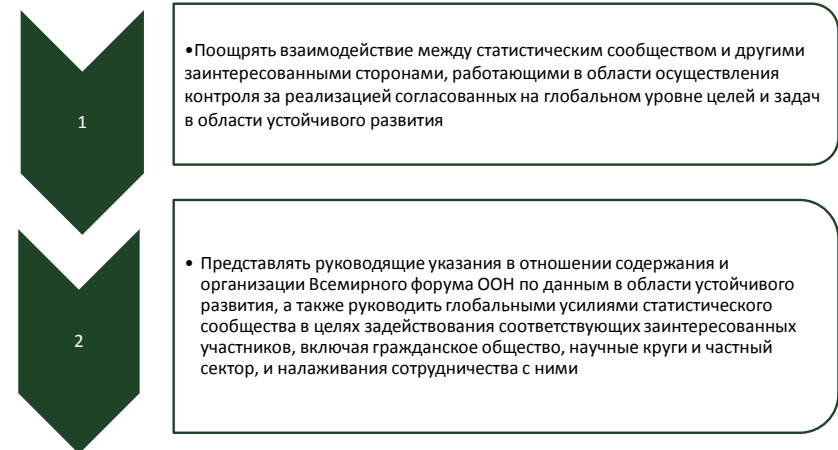 1
•Поощрять взаимодействие между статистическим сообществом и другими
заинтересованными сторонами, работающими в области осуществления
контроля за реализацией согласованных на глобальном уровне целей и задач
в области устойчивого развития
2
• Представлять руководящие указания в отношении содержания и
организации Всемирного форума ООН по данным в области устойчивого
развития, а также руководить глобальными усилиями статистического
сообщества в целях задействования соответствующих заинтересованных
участников, включая гражданское общество, научные круги и частный
сектор, и налаживания сотрудничества с ними